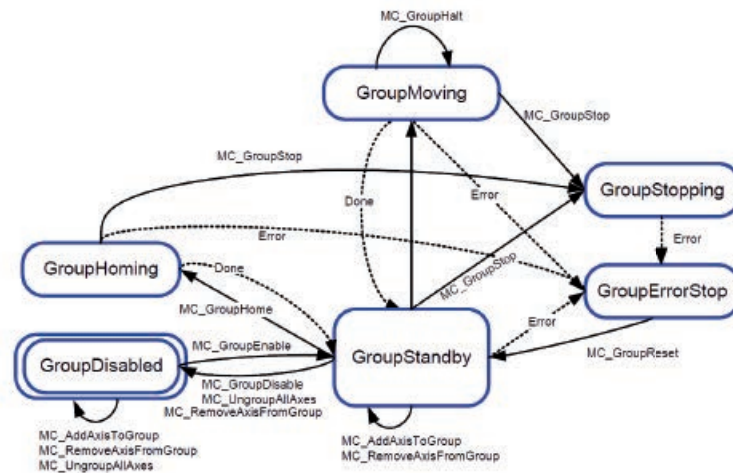 MC_GroupHalt
GroupMoving
MC_GroupStop
MC_GroupStop
GroupStopping
Done
Error
Error
Error
GroupHoming
Done
MC_GroupStop
GroupErrorStop
MC_GroupHome
Error
MC_GroupEnable
GroupStandby
MC_GroupReset
GroupDisabled
MC_GroupDisable
MC_UngroupAllAxes
MC_RemoveAxisFromGroup
MC_AddAxisToGroup
MC_RemoveAxisFromGroup
MC_UngroupAllAxes
MC_AddAxisToGroup
MC_RemoveAxisFromGroup